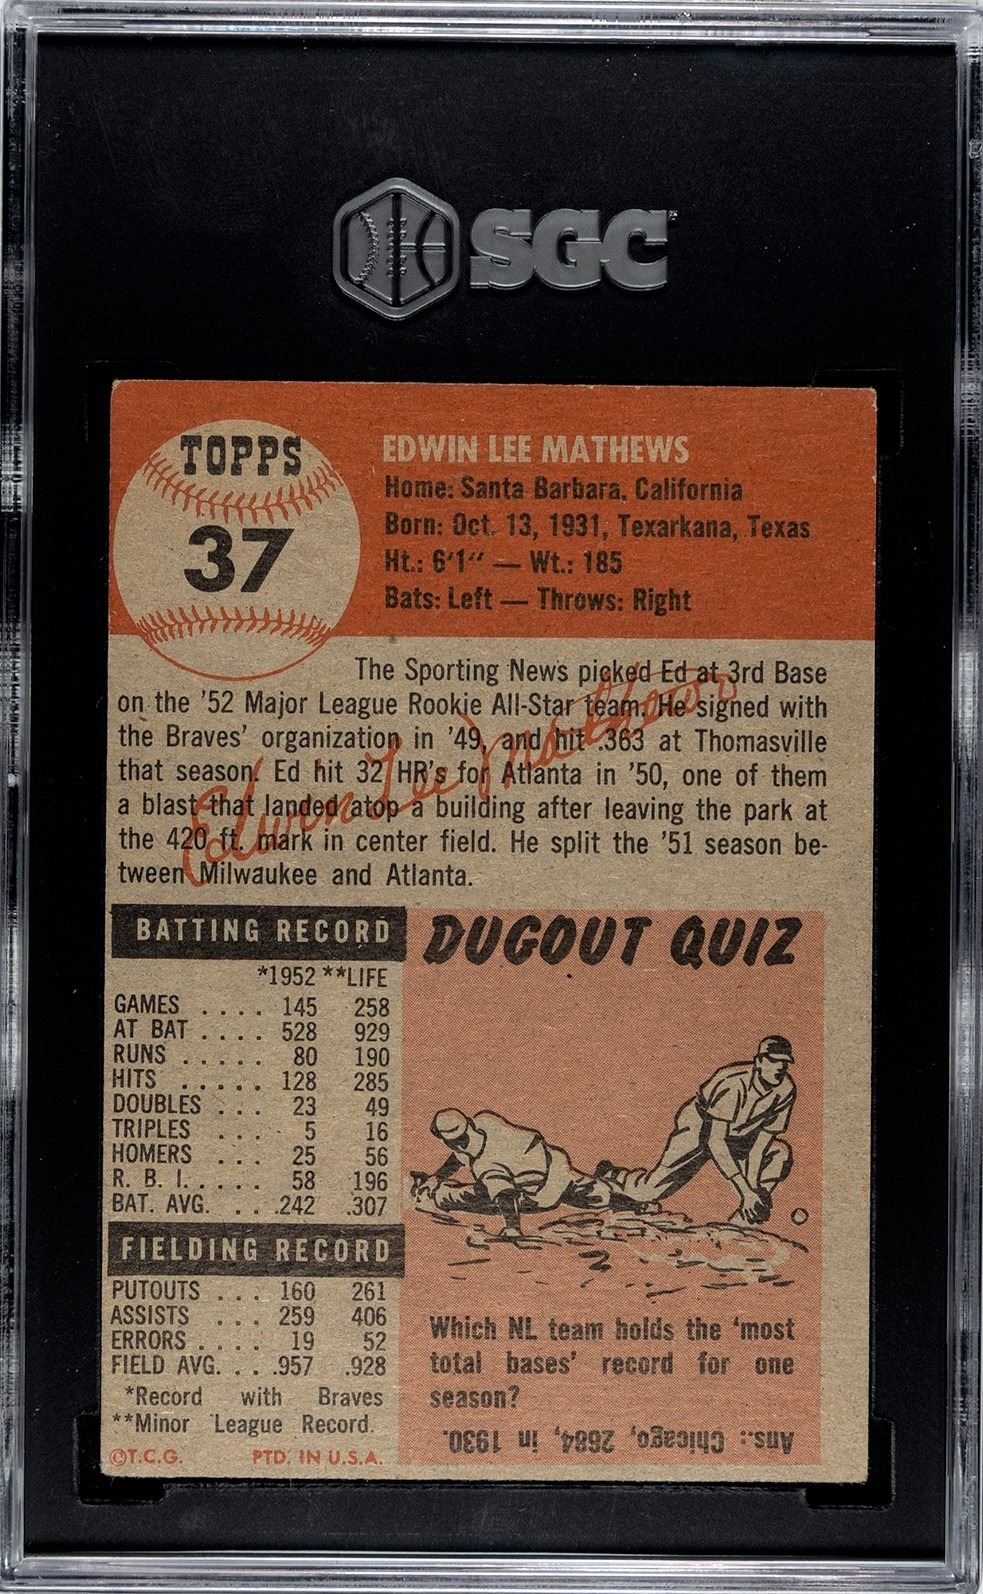 SGC
TOPPS
37
EDWIN LEE MATHEWS
Home: Santa Barbara, California
Born: Oct. 13, 1931, Texarkana, Texas
Ht.: 6'1" — Wt.: 185
Bats: Left — Throws: Right
The Sporting News picked Ed at 3rd Base
on the '52 Major League Rookie All-Star team. He signed with
the Braves' organization in '49, and hit .363 at Thomasville
that season. Ed hit 32 HR's for Atlanta in '50, one of them
a blast that landed atop a building after leaving the park at
the 420 ft. mark in center field. He split the '51 season be-
tween Milwaukee and Atlanta.
Edwin Lee Mathews
BATTING RECORD
*1952 **LIFE
GAMES .... 145 258
AT BAT .... 528 929
RUNS ..... 80 190
HITS ..... 128 285
DOUBLES ... 23 49
TRIPLES ... 5 16
HOMERS ... 25 56
R. B. I. .... 58 196
BAT. AVG. ... .242 .307
FIELDING RECORD
PUTOUTS ... 160 261
ASSISTS ... 259 406
ERRORS .... 19 52
FIELD AVG. ... .957 .928
*Record with Braves
**Minor League Record.
©T.C.G. PTD. IN U.S.A.
DUGOUT QUIZ
Which NL team holds the 'most
total bases' record for one
season?
Ans.: Chicago, 2684, in 1930.